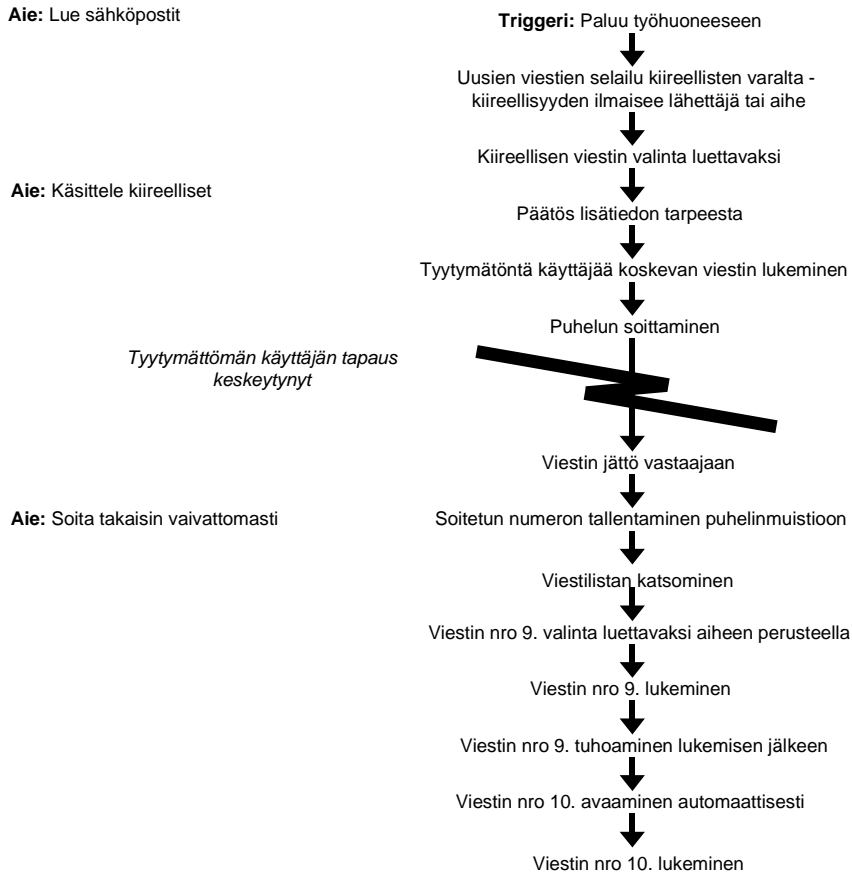 Aie: Lue sähköpostit
Triggeri: Paluu työhuoneeseen
Uusien viestien selailu kiireellisten varalta -
kiireellisyyden ilmaisee lähettäjä tai aihe
Kiireellisen viestin valinta luettavaksi
Aie: Käsittele kiireelliset
Päätös lisätiedon tarpeesta
Tyytymätöntä käyttäjää koskevan viestin lukeminen
Puhelun soittaminen
Tyytymättömän käyttäjän tapaus
keskeytynyt
Viestin jättö vastaajaan
Aie: Soita takaisin vaivattomasti
Soitetun numeron tallentaminen puhelinmuistioon
Viestilistan katsominen
Viestin nro 9. valinta luettavaksi aiheen perusteella
Viestin nro 9. lukeminen
Viestin nro 9. tuhoaminen lukemisen jälkeen
Viestin nro 10. avaaminen automaattisesti
Viestin nro 10. lukeminen